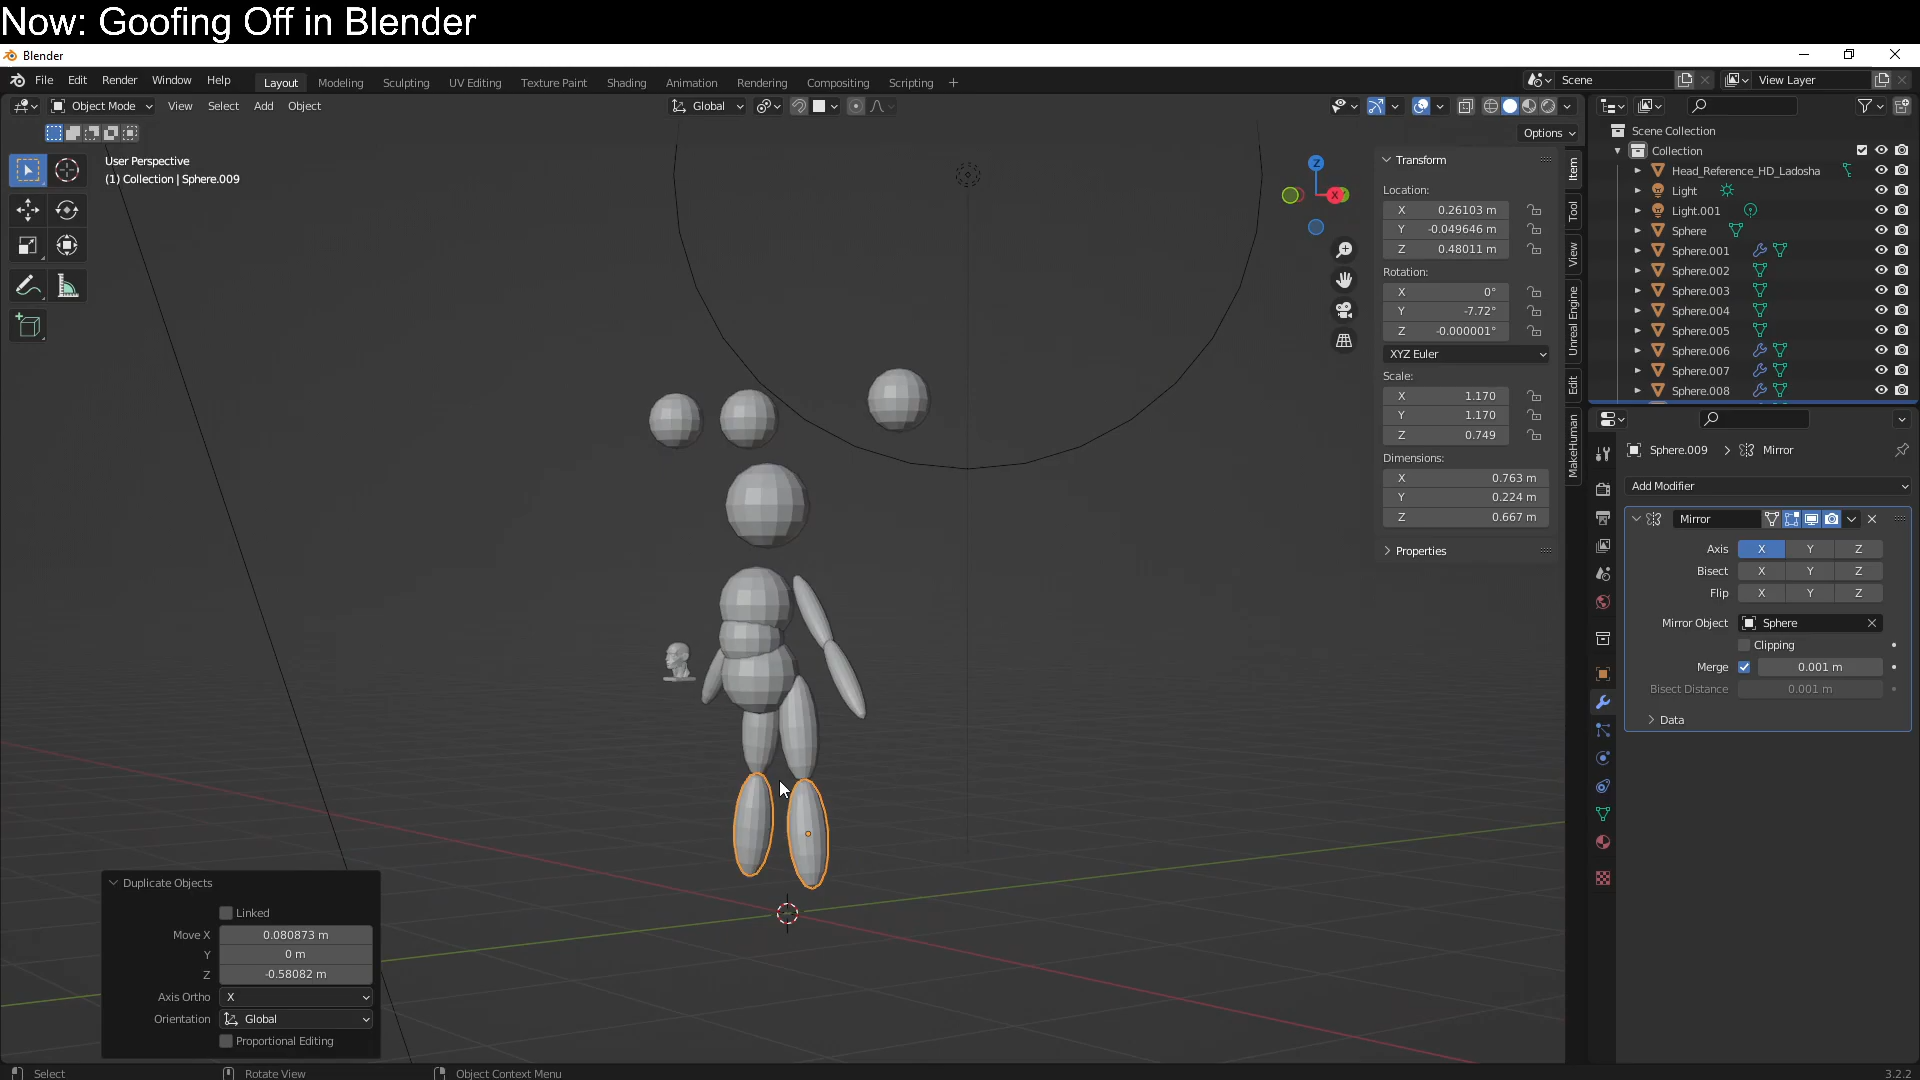 Now: Goofing Off in Blender
Blender
File Edit Render Window Help Layout Modeling Sculpting UV Editing Texture Paint Shading Animation Rendering Compositing Scripting + Scene View Layer
Object Mode View Select Add Object Global
Options
User Perspective
(1) Collection | Sphere.009
Z
X
Transform
Location:
X 0.26103 m
Y -0.049646 m
Z 0.48011 m
Rotation:
X 0°
Y -7.72°
Z -0.000001°
XYZ Euler
Scale:
X 1.170
Y 1.170
Z 0.749
Dimensions:
X 0.763 m
Y 0.224 m
Z 0.667 m
Properties
Item
Tool
View
Unreal Engine
Edit
MakeHuman
Scene Collection
Collection
Head_Reference_HD_Ladosha
Light
Light.001
Sphere
Sphere.001
Sphere.002
Sphere.003
Sphere.004
Sphere.005
Sphere.006
Sphere.007
Sphere.008
Sphere.009 > Mirror
Add Modifier
Mirror
Axis X Y Z
Bisect X Y Z
Flip X Y Z
Mirror Object Sphere
Clipping
Merge 0.001 m
Bisect Distance 0.001 m
Data
Duplicate Objects
Linked
Move X 0.080873 m
Y 0 m
Z -0.58082 m
Axis Ortho X
Orientation Global
Proportional Editing
Select Rotate View Object Context Menu 3.2.2